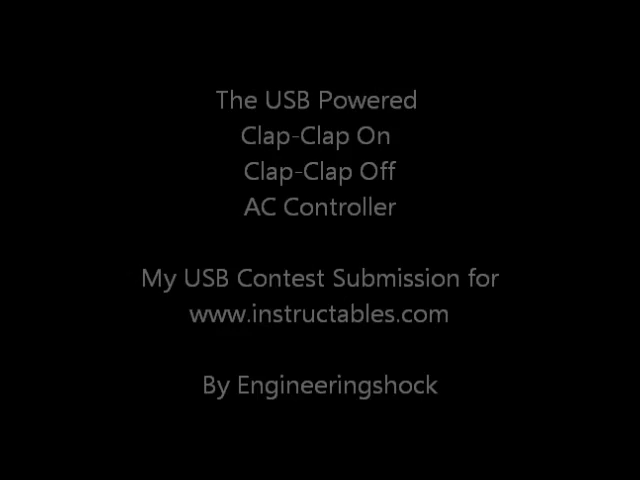 The USB Powered
Clap-Clap On
Clap-Clap Off
AC Controller
My USB Contest Submission for
www.instructables.com
By Engineeringshock